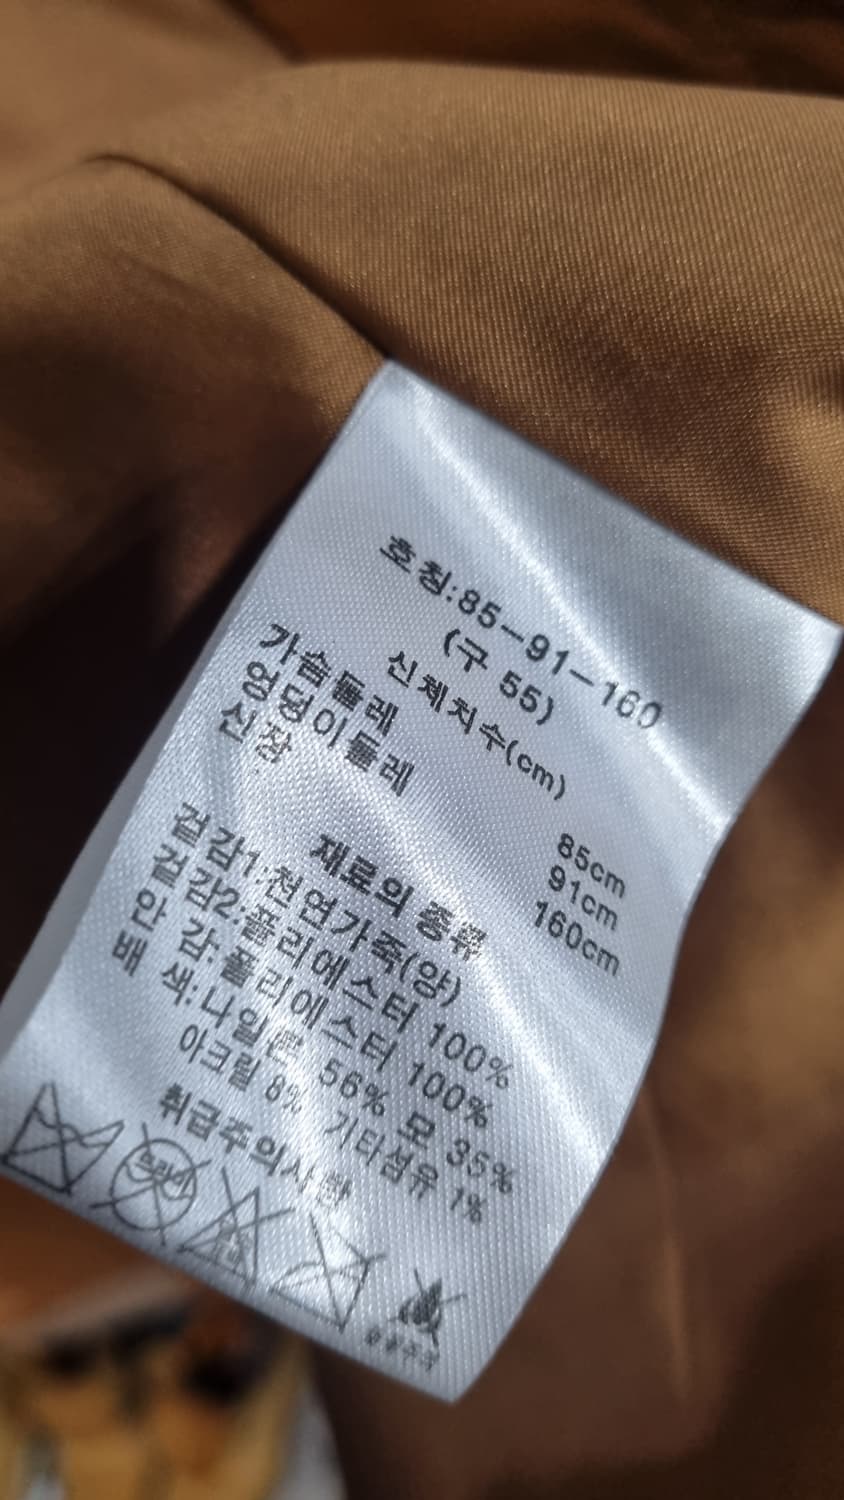 호칭:85-91-160
(구 55)
신체치수(cm)
가슴둘레 85cm
엉덩이둘레 91cm
신장 160cm
재료의 종류
겉감1:천연가죽(양)
겉감2:폴리에스터 100%
안 감:폴리에스터 100%
배 색:나일론 56% 모 35%
아크릴 8% 기타섬유 1%
취급주의사항
드라이